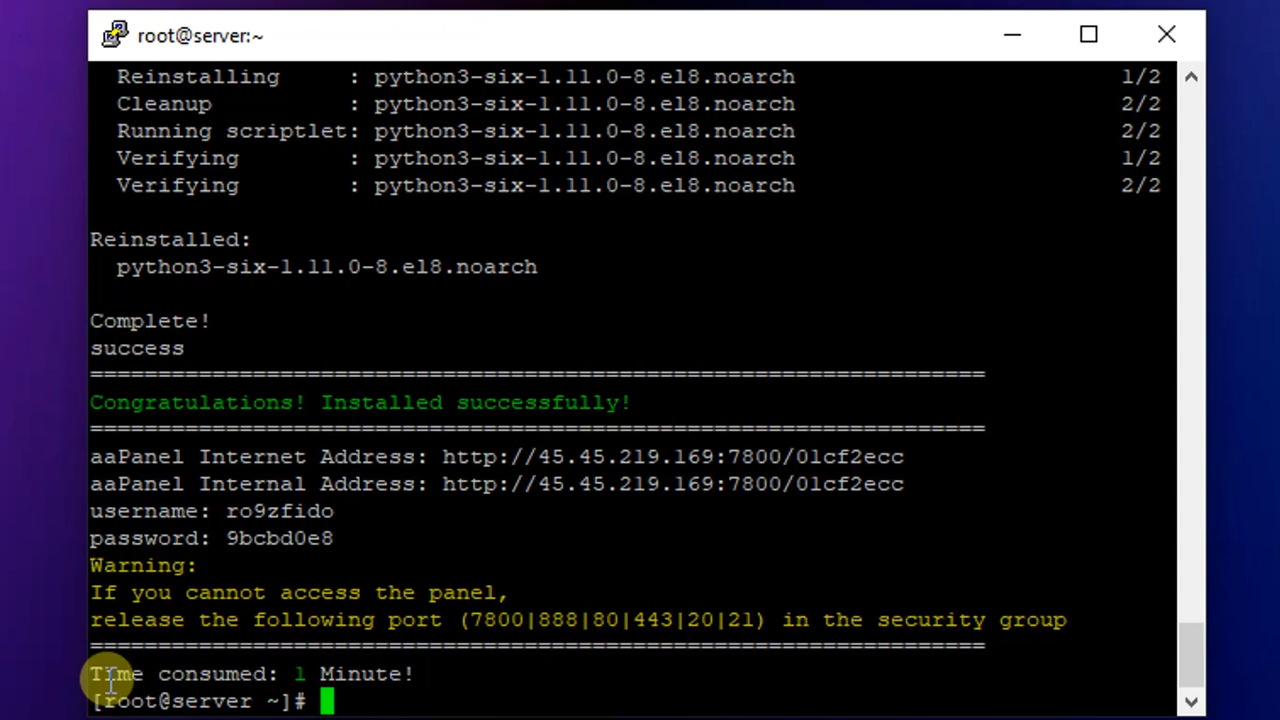 root@server:~
Reinstalling : python3-six-1.11.0-8.el8.noarch 1/2
Cleanup : python3-six-1.11.0-8.el8.noarch 2/2
Running scriptlet: python3-six-1.11.0-8.el8.noarch 2/2
Verifying : python3-six-1.11.0-8.el8.noarch 1/2
Verifying : python3-six-1.11.0-8.el8.noarch 2/2
Reinstalled:
python3-six-1.11.0-8.el8.noarch
Complete!
success
==================================================================
Congratulations! Installed successfully!
==================================================================
aaPanel Internet Address: http://45.45.219.169:7800/01cf2ecc
aaPanel Internal Address: http://45.45.219.169:7800/01cf2ecc
username: ro9zfido
password: 9bcbd0e8
Warning:
If you cannot access the panel,
release the following port (7800|888|80|443|20|21) in the security group
==================================================================
Time consumed: 1 Minute!
[root@server ~]#